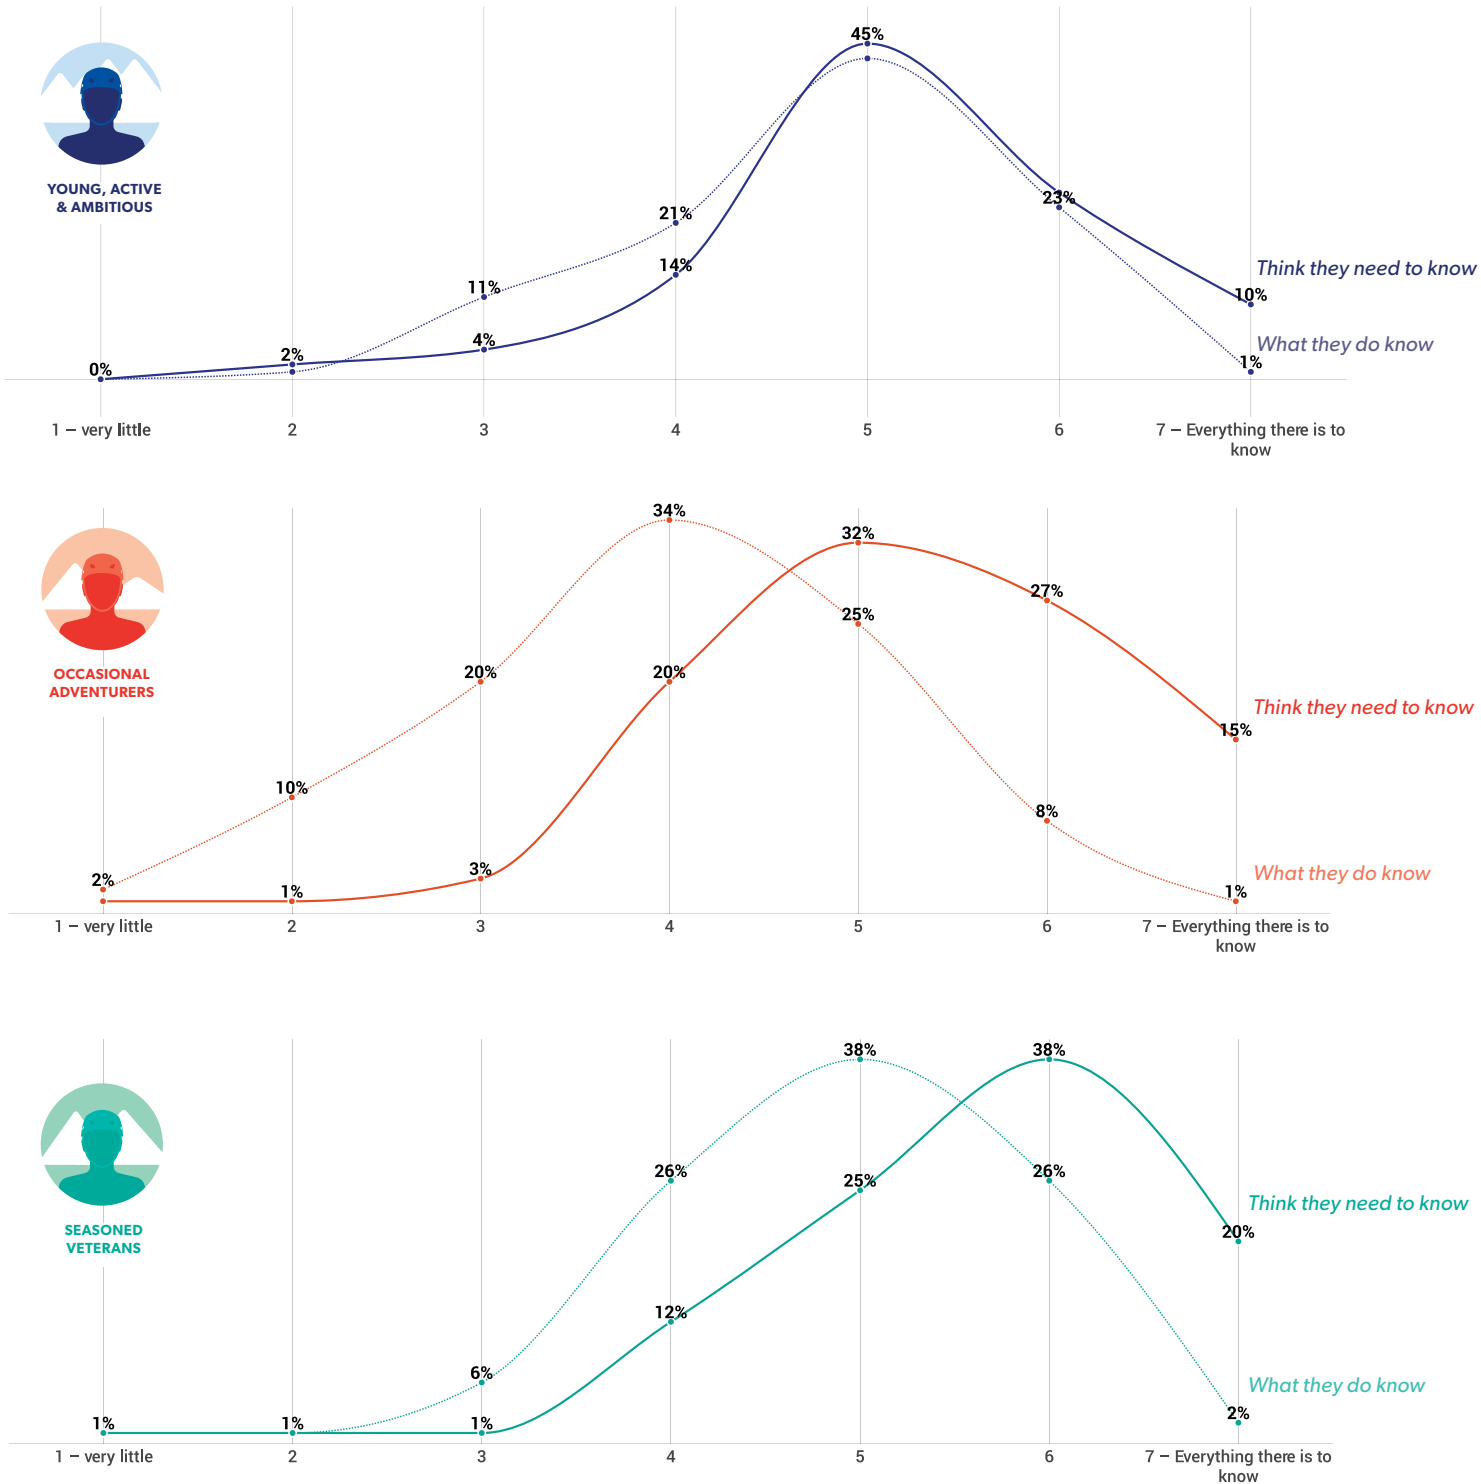 45%
YOUNG, ACTIVE
& AMBITIOUS
21%
23%
14%
Think they need to know
11%
10%
4%
What they do know
2%
1%
0%
1 – very little 2 3 4 5 6 7 – Everything there is to
know
34%
32%
27%
25%
OCCASIONAL
ADVENTURERS
20% 20%
Think they need to know
15%
10%
8%
3%
What they do know
2%
1% 1%
1 – very little 2 3 4 5 6 7 – Everything there is to
know
38% 38%
26% 26%
25%
Think they need to know
SEASONED
VETERANS
20%
12%
6%
What they do know
2%
1% 1% 1%
1 – very little 2 3 4 5 6 7 – Everything there is to
know